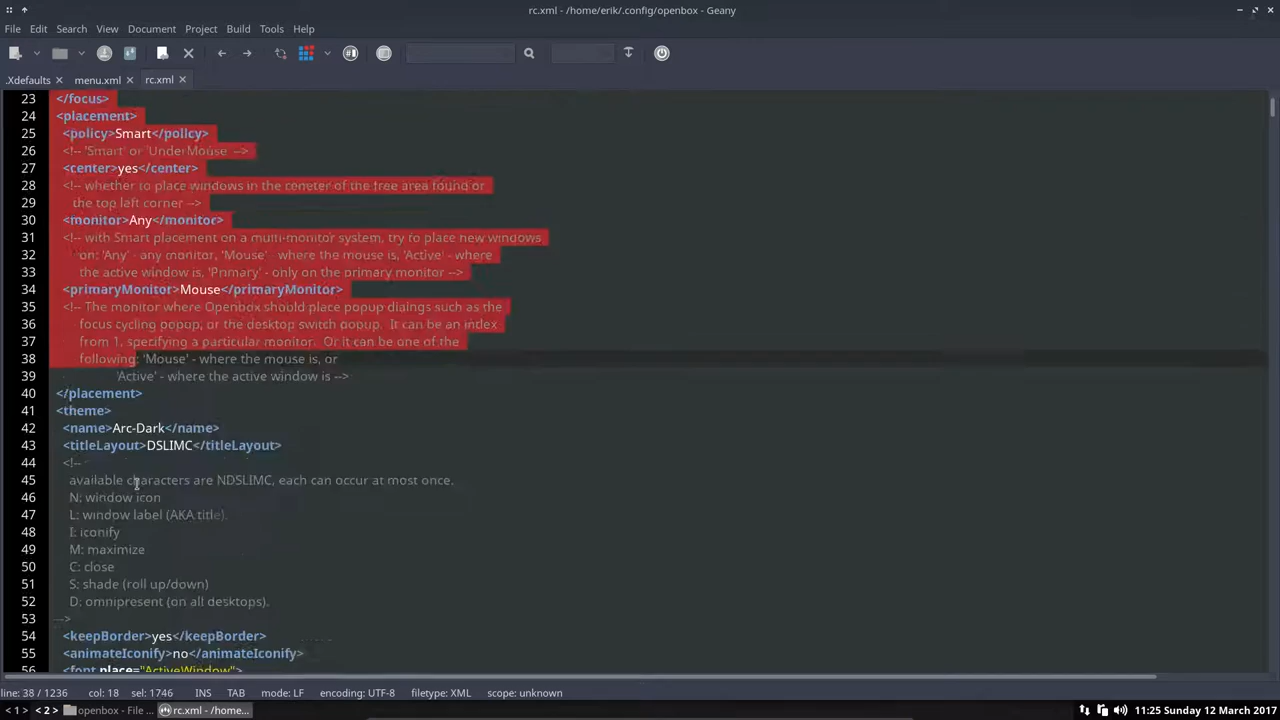 rc.xml - /home/erik/.config/openbox - Geany
File Edit Search View Document Project Build Tools Help
.Xdefaults menu.xml rc.xml
23 </focus>
24 <placement>
25 <policy>Smart</policy>
26 <!-- 'Smart' or 'UnderMouse' -->
27 <center>yes</center>
28 <!-- whether to place windows in the center of the free area found or
29 the top left corner -->
30 <monitor>Any</monitor>
31 <!-- with Smart placement on a multi-monitor system, try to place new windows
32 on: 'Any' - any monitor, 'Mouse' - where the mouse is, 'Active' - where
33 the active window is, 'Primary' - only on the primary monitor -->
34 <primaryMonitor>Mouse</primaryMonitor>
35 <!-- The monitor where Openbox should place popup dialogs such as the
36 focus cycling popup, or the desktop switch popup. It can be an index
37 from 1, specifying a particular monitor. Or it can be one of the
38 following: 'Mouse' - where the mouse is, or
39 'Active' - where the active window is -->
40 </placement>
41 <theme>
42 <name>Arc-Dark</name>
43 <titleLayout>DSLIMC</titleLayout>
44 <!--
45 available characters are NDSLIMC, each can occur at most once.
46 N: window icon
47 L: window label (AKA title).
48 I: iconify
49 M: maximize
50 C: close
51 S: shade (roll up/down)
52 D: omnipresent (on all desktops).
53 -->
54 <keepBorder>yes</keepBorder>
55 <animateIconify>no</animateIconify>
56 <font place="ActiveWindow">
line: 38 / 1236 col: 18 sel: 1746 INS TAB mode: LF encoding: UTF-8 filetype: XML scope: unknown
< 1 > < 2 > openbox - File ... rc.xml - /home... 11:25 Sunday 12 March 2017